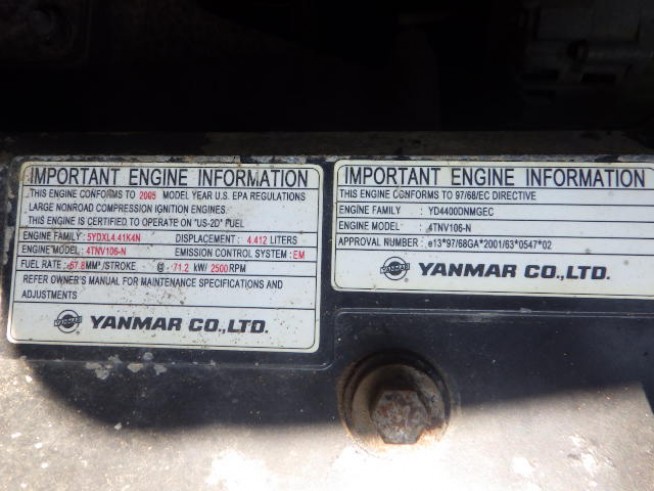 IMPORTANT ENGINE INFORMATION
THIS ENGINE CONFORMS TO 2005 MODEL YEAR U.S. EPA REGULATIONS
LARGE NONROAD COMPRESSION IGNITION ENGINES.
THIS ENGINE IS CERTIFIED TO OPERATE ON "US-2D" FUEL
ENGINE FAMILY : 5YDXL4.41K4N DISPLACEMENT : 4.412 LITERS
ENGINE MODEL : 4TNV106-N EMISSION CONTROL SYSTEM : EM
FUEL RATE : MM³/STROKE @ 71.2 kW/ 2500 RPM
REFER OWNER'S MANUAL FOR MAINTENANCE SPECIFICATIONS AND
ADJUSTMENTS
YANMAR CO.,LTD.
IMPORTANT ENGINE INFORMATION
THIS ENGINE CONFORMS TO 97/68/EC DIRECTIVE
ENGINE FAMILY : YD4400DNMGEC
ENGINE MODEL : 4TNV106-N
APPROVAL NUMBER : e13*97/68GA*2001/63*0547*02
YANMAR CO.,LTD.